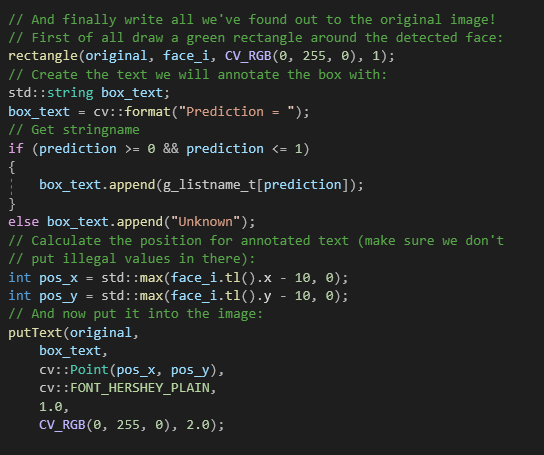 // And finally write all we've found out to the original image!
// First of all draw a green rectangle around the detected face:
rectangle(original, face_i, CV_RGB(0, 255, 0), 1);
// Create the text we will annotate the box with:
std::string box_text;
box_text = cv::format("Prediction = ");
// Get stringname
if (prediction >= 0 && prediction <= 1)
{
    box_text.append(g_listname_t[prediction]);
}
else box_text.append("Unknown");
// Calculate the position for annotated text (make sure we don't
// put illegal values in there):
int pos_x = std::max(face_i.tl().x - 10, 0);
int pos_y = std::max(face_i.tl().y - 10, 0);
// And now put it into the image:
putText(original,
    box_text,
    cv::Point(pos_x, pos_y),
    cv::FONT_HERSHEY_PLAIN,
    1.0,
    CV_RGB(0, 255, 0), 2.0);